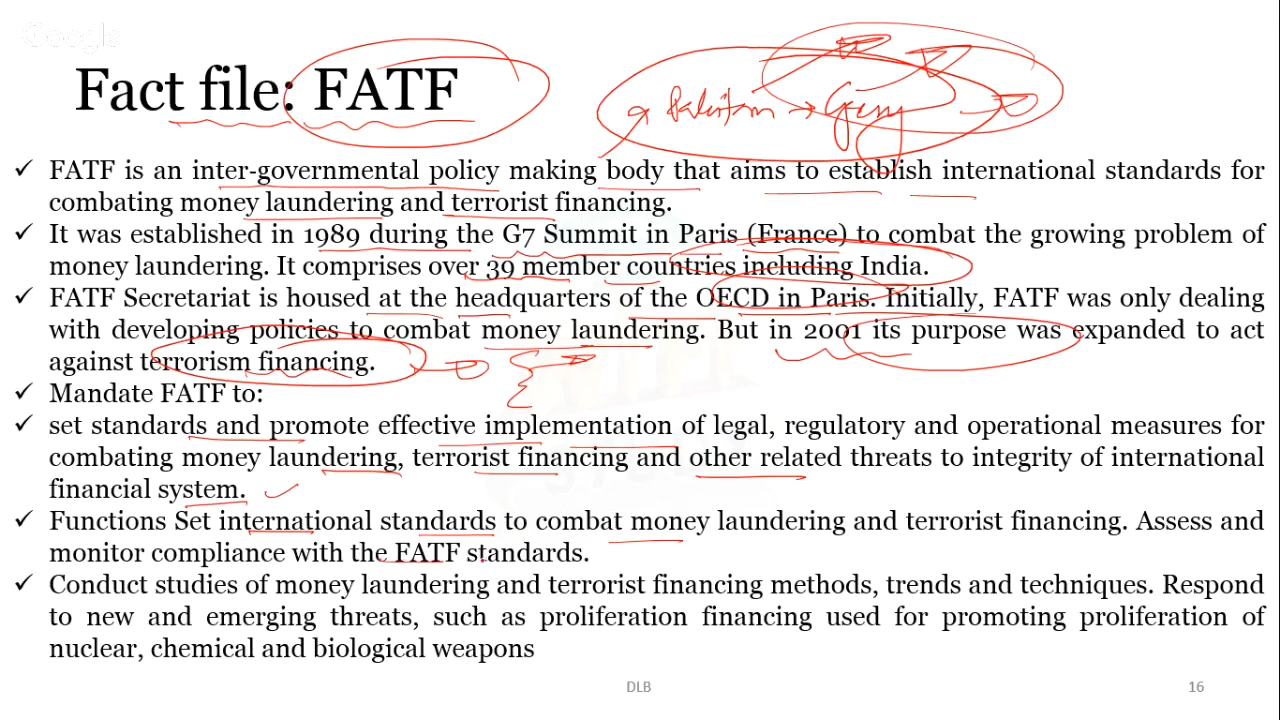 Google
Fact file: FATF
Pakistan → Grey
✓ FATF is an inter-governmental policy making body that aims to establish international standards for
combating money laundering and terrorist financing.
✓ It was established in 1989 during the G7 Summit in Paris (France) to combat the growing problem of
money laundering. It comprises over 39 member countries including India.
✓ FATF Secretariat is housed at the headquarters of the OECD in Paris. Initially, FATF was only dealing
with developing policies to combat money laundering. But in 2001 its purpose was expanded to act
against terrorism financing.
✓ Mandate FATF to:
✓ set standards and promote effective implementation of legal, regulatory and operational measures for
combating money laundering, terrorist financing and other related threats to integrity of international
financial system.
✓ Functions Set international standards to combat money laundering and terrorist financing. Assess and
monitor compliance with the FATF standards.
✓ Conduct studies of money laundering and terrorist financing methods, trends and techniques. Respond
to new and emerging threats, such as proliferation financing used for promoting proliferation of
nuclear, chemical and biological weapons
DLB
16